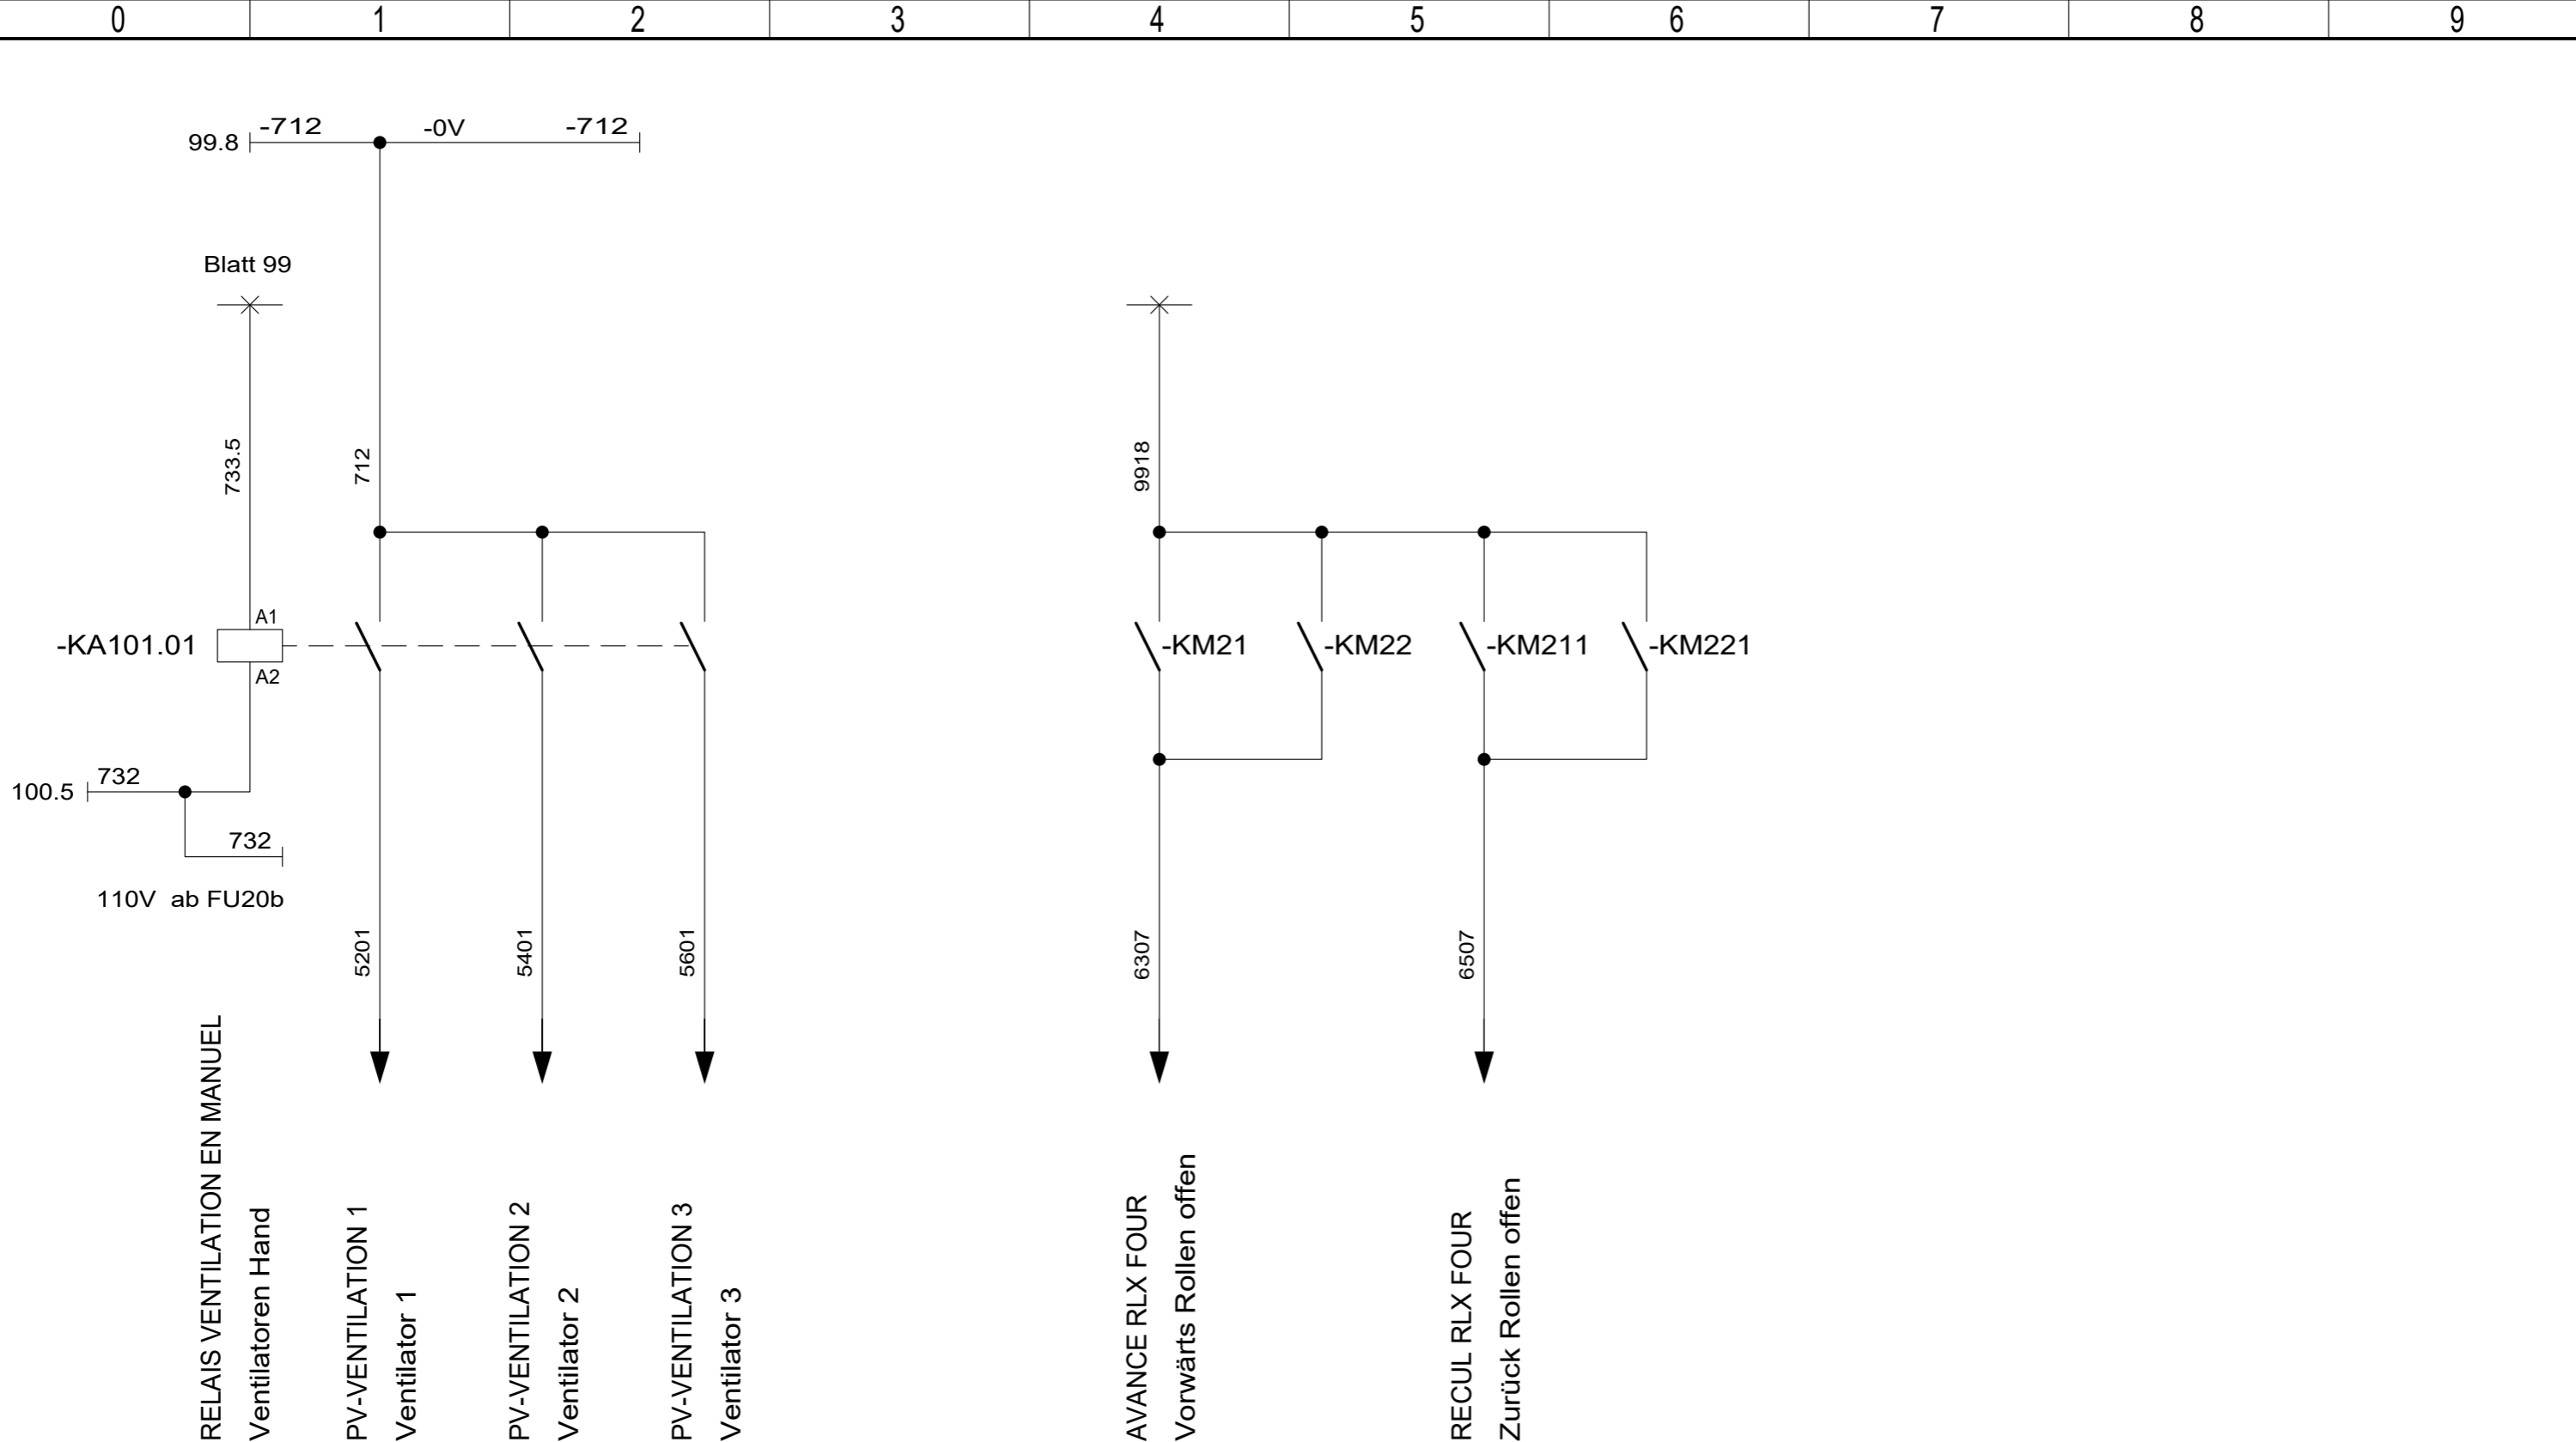 0 1 2 3 4 5 6 7 8 9
-712 -0V -712
99.8
Blatt 99
733.5
712
9918
A1
-KA101.01
A2
-KM21
-KM22
-KM211
-KM221
732
100.5
732
110V ab FU20b
5201
5401
5601
6307
6507
RELAIS VENTILATION EN MANUEL
Ventilatoren Hand
PV-VENTILATION 1
Ventilator 1
PV-VENTILATION 2
Ventilator 2
PV-VENTILATION 3
Ventilator 3
AVANCE RLX FOUR
Vorwärts Rollen offen
RECUL RLX FOUR
Zurück Rollen offen